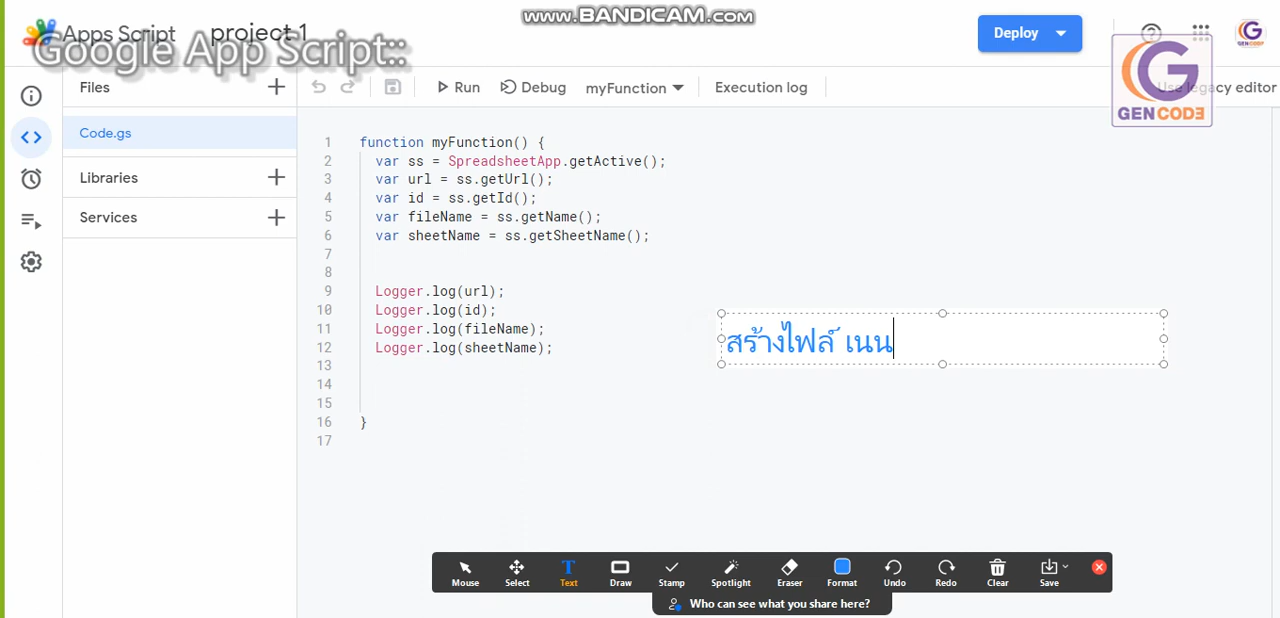 www.BANDICAM.com
Apps Script
project 1
Deploy
GENCODE
Google App Script::
Files
Run
Debug
myFunction
Execution log
Use legacy editor
GENCODE
Code.gs
Libraries
Services
1 function myFunction() {
2 var ss = SpreadsheetApp.getActive();
3 var url = ss.getUrl();
4 var id = ss.getId();
5 var fileName = ss.getName();
6 var sheetName = ss.getSheetName();
7
8
9 Logger.log(url);
10 Logger.log(id);
11 Logger.log(fileName);
12 Logger.log(sheetName);
13
14
15
16 }
17
สร้างไฟล ์เนน
Mouse
Select
Text
Draw
Stamp
Spotlight
Eraser
Format
Undo
Redo
Clear
Save
Who can see what you share here?